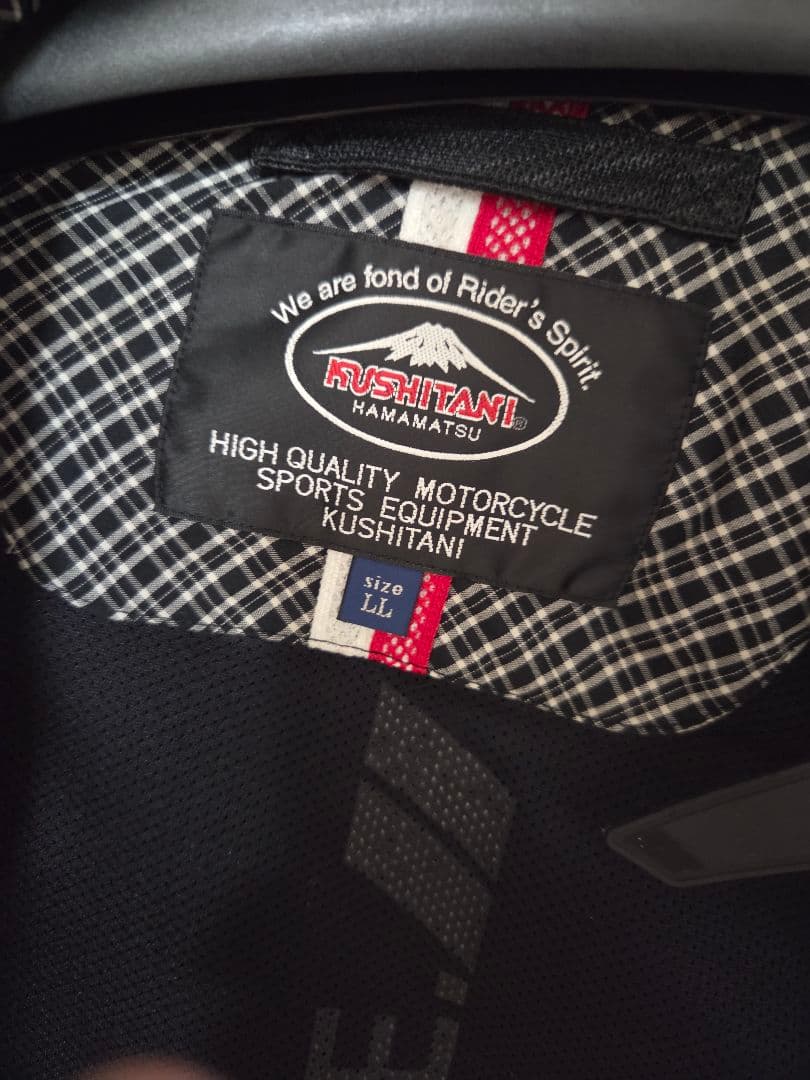 We are fond of Rider's Spirit.
KUSHITANI®
HAMAMATSU
HIGH QUALITY MOTORCYCLE
SPORTS EQUIPMENT
KUSHITANI
size
LL